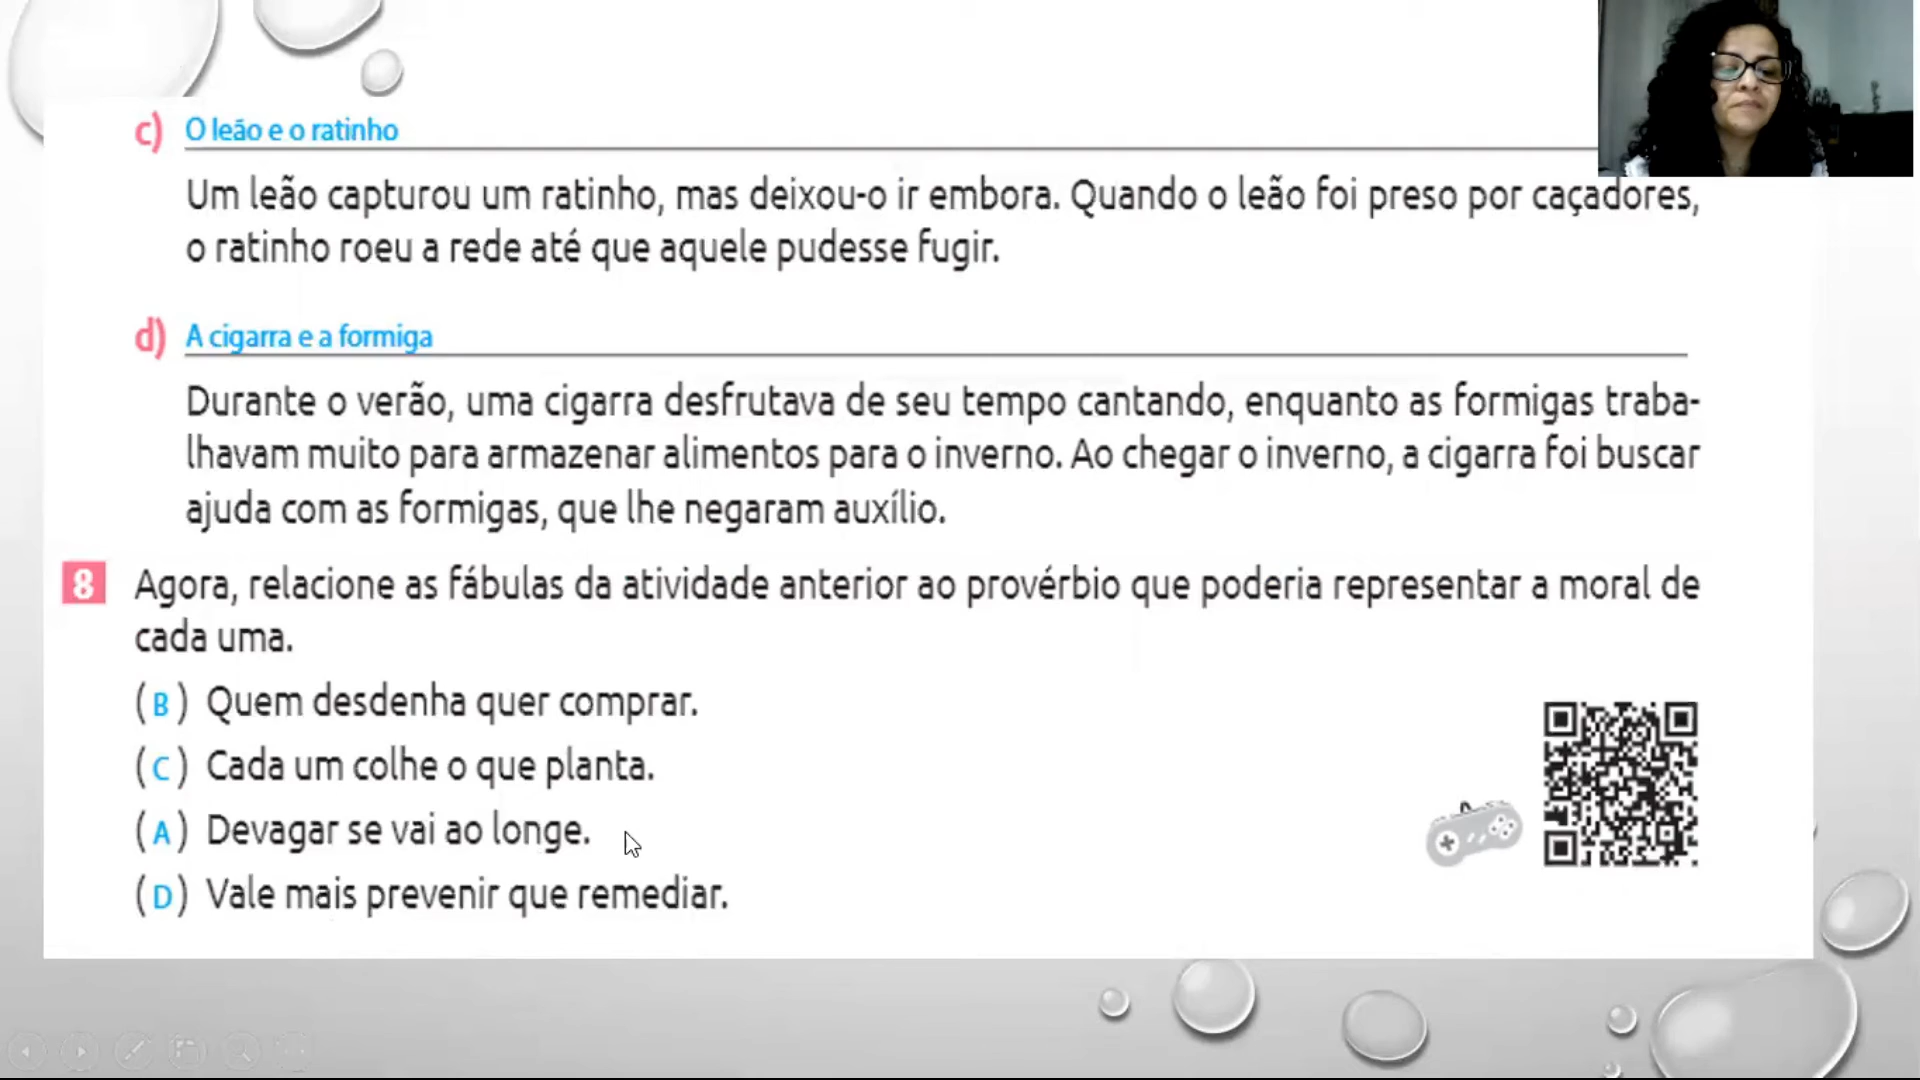 c) O leão e o ratinho
Um leão capturou um ratinho, mas deixou-o ir embora. Quando o leão foi preso por caçadores,
o ratinho roeu a rede até que aquele pudesse fugir.
d) A cigarra e a formiga
Durante o verão, uma cigarra desfrutava de seu tempo cantando, enquanto as formigas traba-
lhavam muito para armazenar alimentos para o inverno. Ao chegar o inverno, a cigarra foi buscar
ajuda com as formigas, que lhe negaram auxílio.
8 Agora, relacione as fábulas da atividade anterior ao provérbio que poderia representar a moral de
cada uma.
( B ) Quem desdenha quer comprar.
( C ) Cada um colhe o que planta.
( A ) Devagar se vai ao longe.
( D ) Vale mais prevenir que remediar.